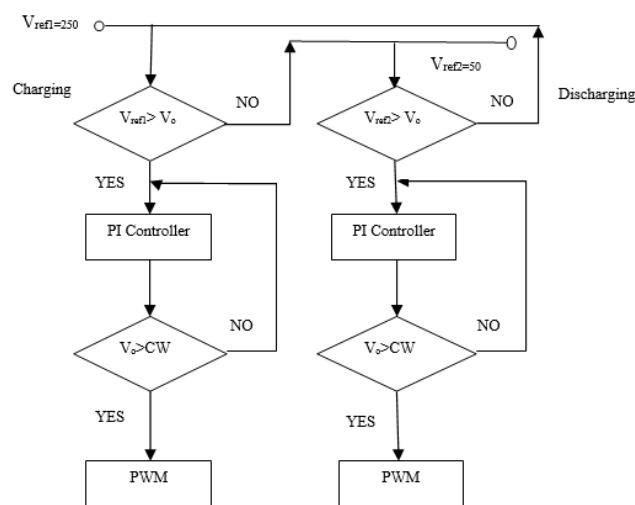 Vref1=250
Vref2=50
Charging
Discharging
Vref1> Vo
NO
Vref2> Vo
NO
YES
YES
PI Controller
PI Controller
Vo>CW
NO
Vo>CW
NO
YES
YES
PWM
PWM